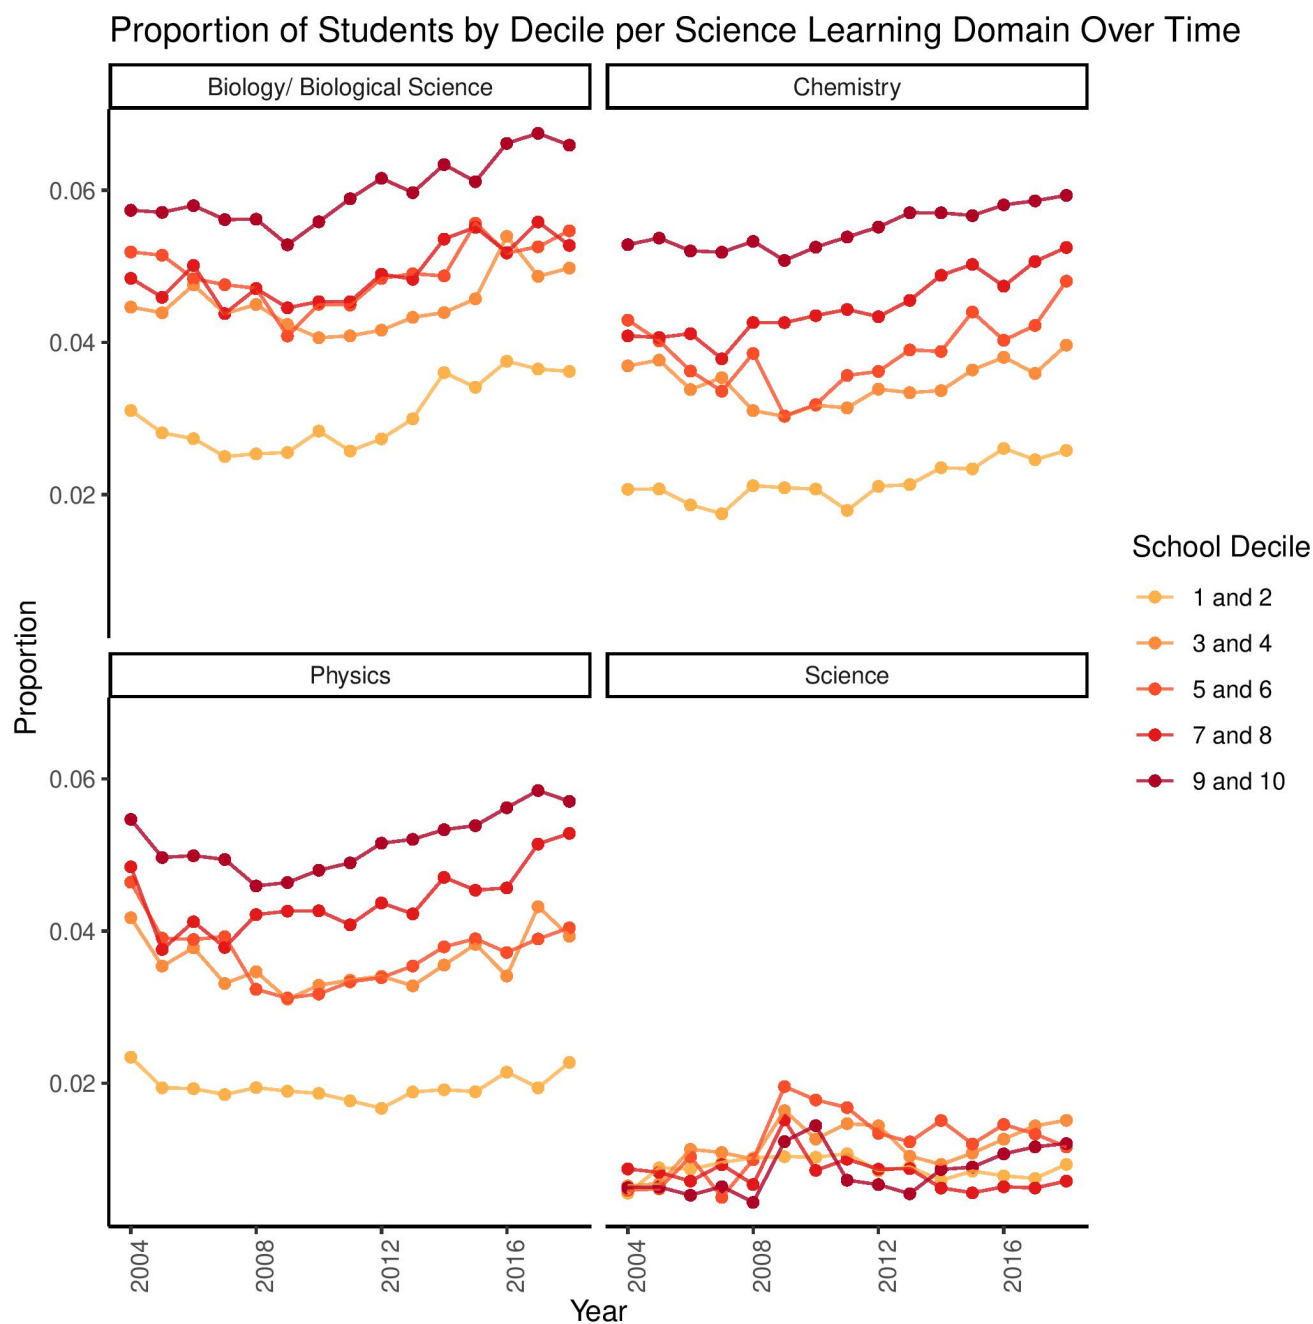 Proportion of Students by Decile per Science Learning Domain Over Time
Biology/ Biological Science
Chemistry
0.06
0.04
0.02
Physics
Science
0.06
0.04
0.02
2004
2008
2012
2016
2004
2008
2012
2016
Year
Proportion
School Decile
1 and 2
3 and 4
5 and 6
7 and 8
9 and 10